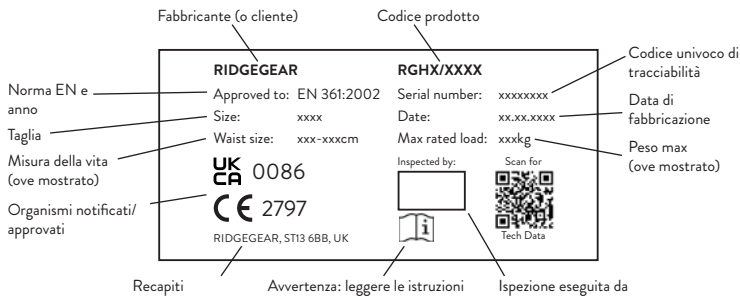 Fabbricante (o cliente)
Codice prodotto
Codice univoco di
tracciabilità
Norma EN e
anno
Data di
fabbricazione
Taglia
Misura della vita
(ove mostrato)
Peso max
(ove mostrato)
Organismi notificati/
approvati
RIDGEGEAR
RGHX/XXXX
Approved to: EN 361:2002
Serial number: xxxxxxxx
Size: xxxx
Date: xx.xx.xxxx
Waist size: xxx-xxxcm
Max rated load: xxxkg
UK
CA 0086
Inspected by:
Scan for
CE 2797
i
RIDGEGEAR, ST13 6BB, UK
Tech Data
Recapiti
Avvertenza: leggere le istruzioni
Ispezione eseguita da